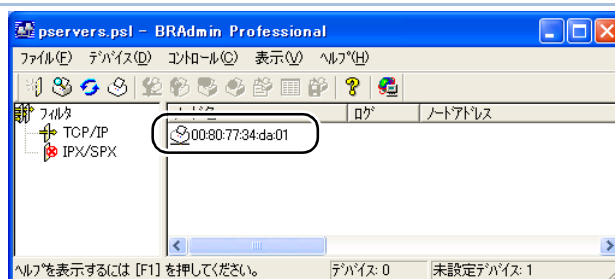 pservers.psl - BRAdmin Professional
ファイル(F) デバイス(D) コントロール(C) 表示(V) ヘルプ(H)
フィルタ
TCP/IP
IPX/SPX
ログ ノードアドレス
00:80:77:34:da:01
ヘルプを表示するには [F1] を押してください。 デバイス: 0 未設定デバイス: 1